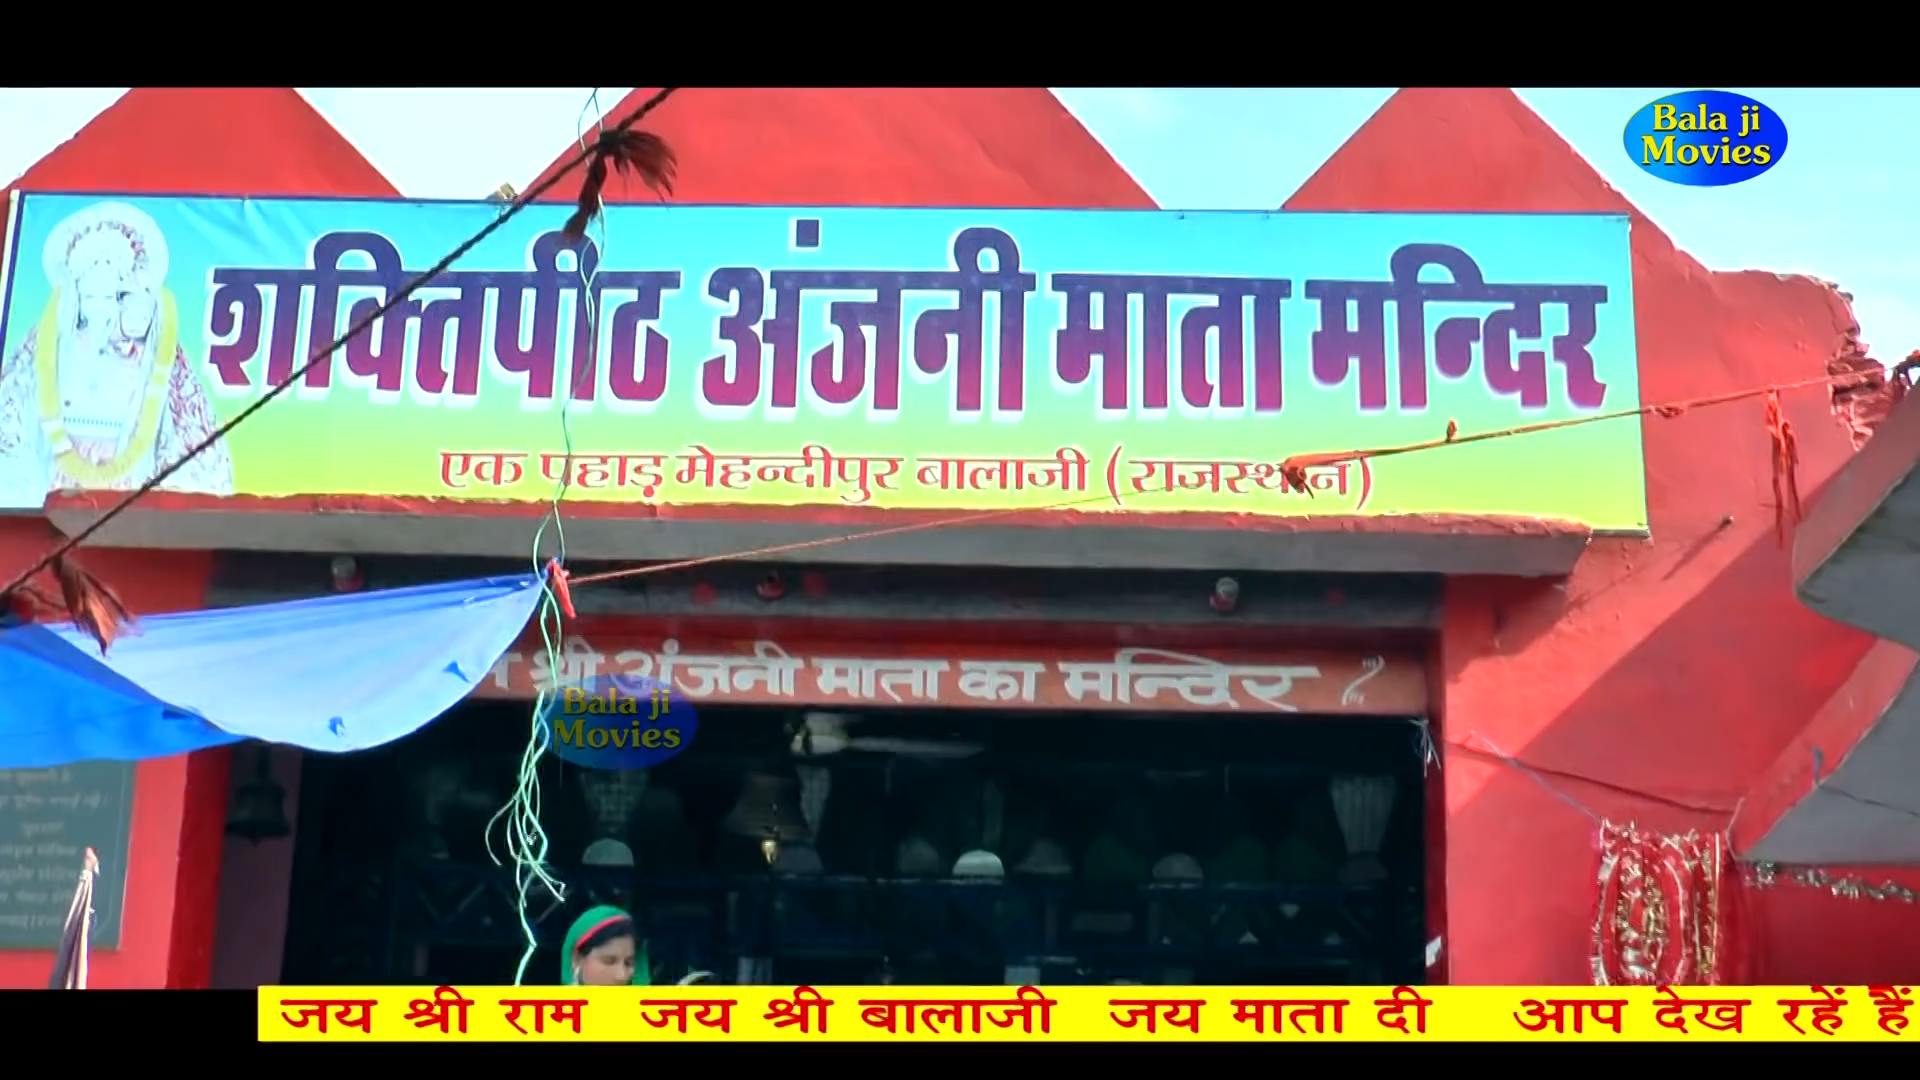 Bala ji
Movies
शक्तिपींठ अंजनी माता मन्दिर
एक पहाड़ मेहन्दीपुर बालाजी (राजस्थान)
श्री अंजनी माता का मन्दिर
Bala ji
Movies
जय श्री राम जय श्री बालाजी जय माता दी आप देख रहें हैं